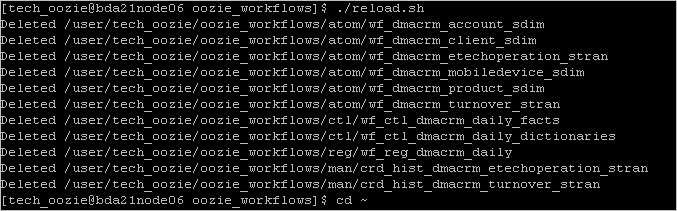 [tech_oozie@bda21node06 oozie_workflows]$ ./reload.sh
Deleted /user/tech_oozie/oozie_workflows/atom/wf_dmacrm_account_sdim
Deleted /user/tech_oozie/oozie_workflows/atom/wf_dmacrm_client_sdim
Deleted /user/tech_oozie/oozie_workflows/atom/wf_dmacrm_etechoperation_stran
Deleted /user/tech_oozie/oozie_workflows/atom/wf_dmacrm_mobiledevice_sdim
Deleted /user/tech_oozie/oozie_workflows/atom/wf_dmacrm_product_sdim
Deleted /user/tech_oozie/oozie_workflows/atom/wf_dmacrm_turnover_stran
Deleted /user/tech_oozie/oozie_workflows/ctl/wf_ctl_dmacrm_daily_facts
Deleted /user/tech_oozie/oozie_workflows/ctl/wf_ctl_dmacrm_daily_dictionaries
Deleted /user/tech_oozie/oozie_workflows/reg/wf_reg_dmacrm_daily
Deleted /user/tech_oozie/oozie_workflows/man/crd_hist_dmacrm_etechoperation_stran
Deleted /user/tech_oozie/oozie_workflows/man/crd_hist_dmacrm_turnover_stran
[tech_oozie@bda21node06 oozie_workflows]$ cd ~